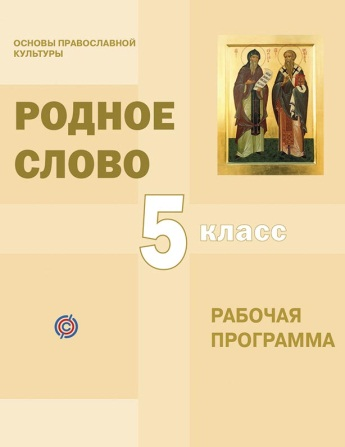 ОСНОВЫ ПРАВОСЛАВНОЙ
КУЛЬТУРЫ
РОДНОЕ
СЛОВО
5 класс
РАБОЧАЯ
ПРОГРАММА